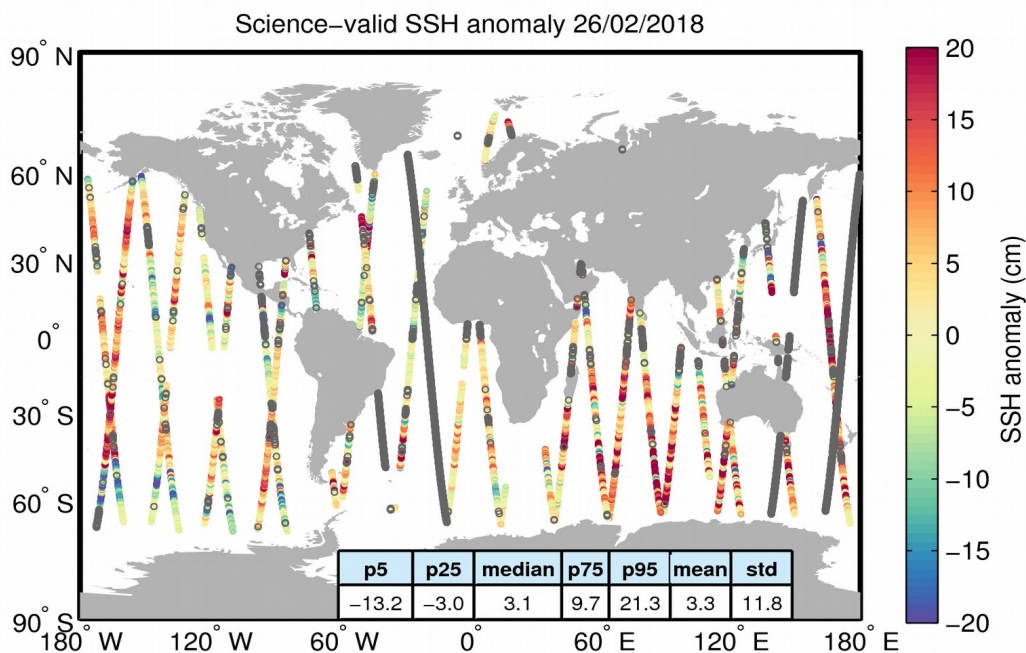 Science−valid SSH anomaly 26/02/2018
90° N
60° N
30° N
0°
30° S
60° S
90° S
180° W
120° W
60° W
0°
60° E
120° E
180° E
p5 p25 median p75 p95 mean std
−13.2 −3.0 3.1 9.7 21.3 3.3 11.8
20
15
10
5
0
−5
−10
−15
−20
SSH anomaly (cm)